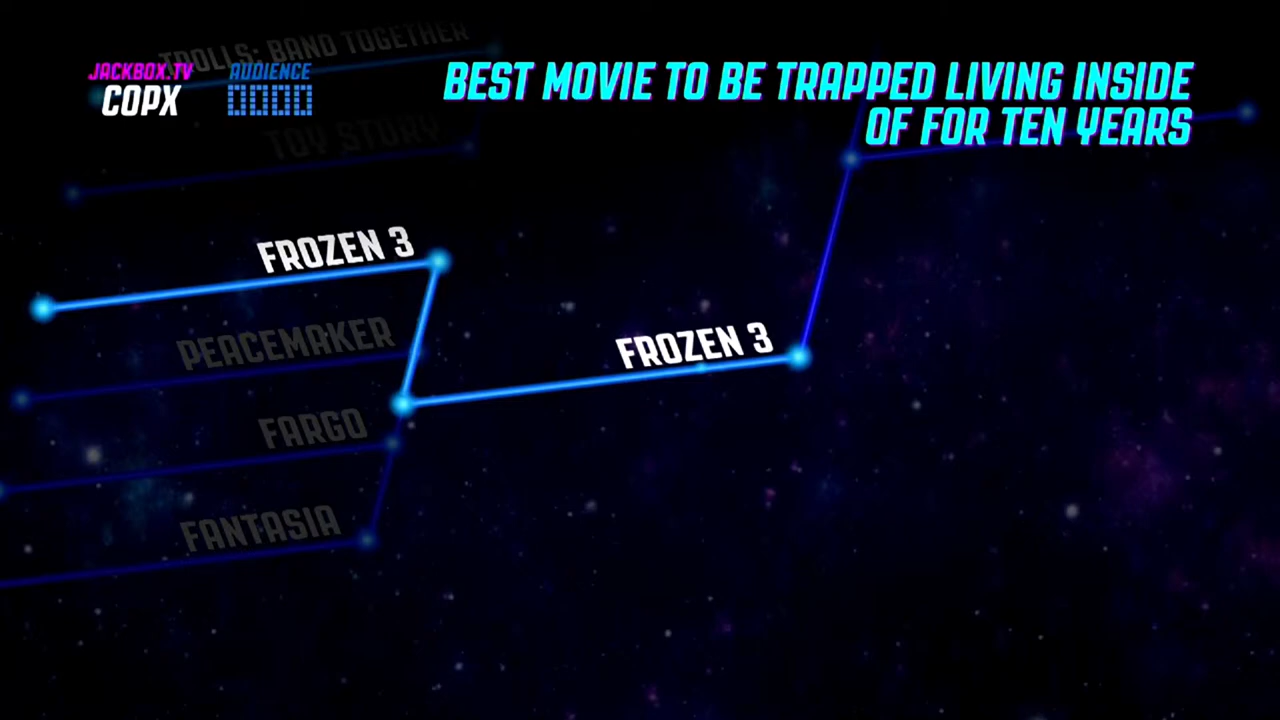 TROLLS: BAND TOGETHER
JACKBOX.TV
COPX
AUDIENCE
0000
BEST MOVIE TO BE TRAPPED LIVING INSIDE
OF FOR TEN YEARS
TOY STORY
FROZEN 3
PEACEMAKER
FROZEN 3
FARGO
FANTASIA